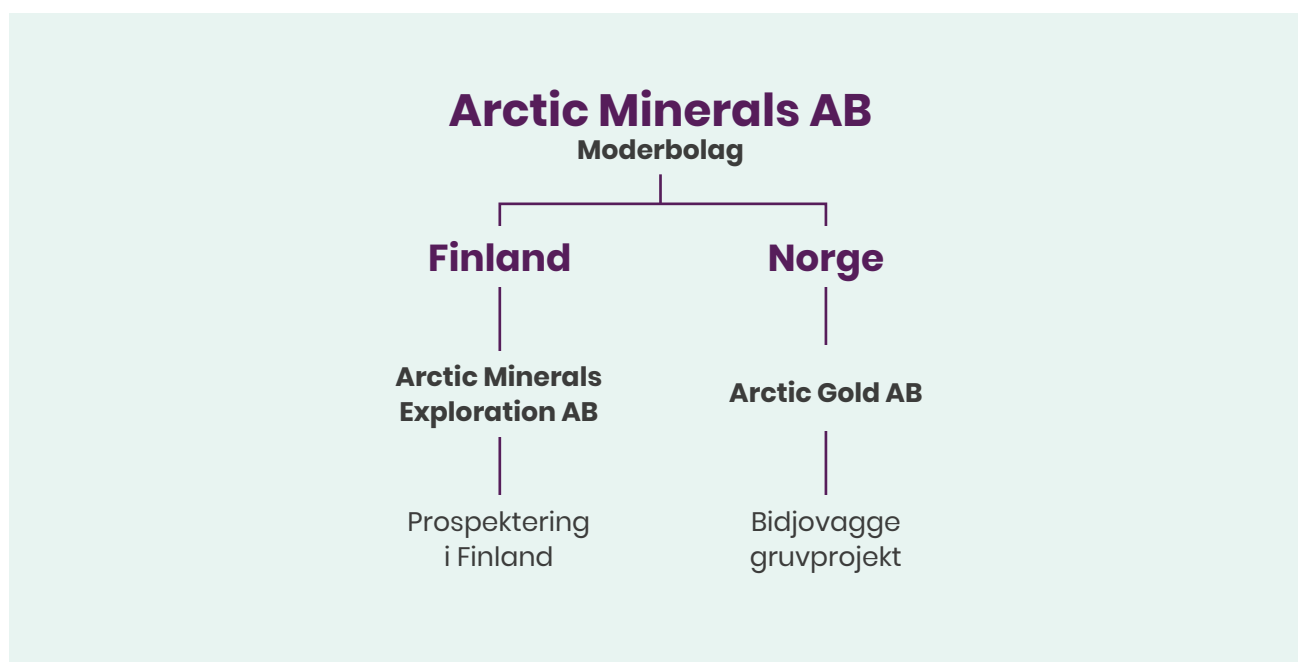 Arctic Minerals AB
Moderbolag
Finland
Norge
Arctic Minerals
Exploration AB
Arctic Gold AB
Prospektering
i Finland
Bidjovagge
gruvprojekt